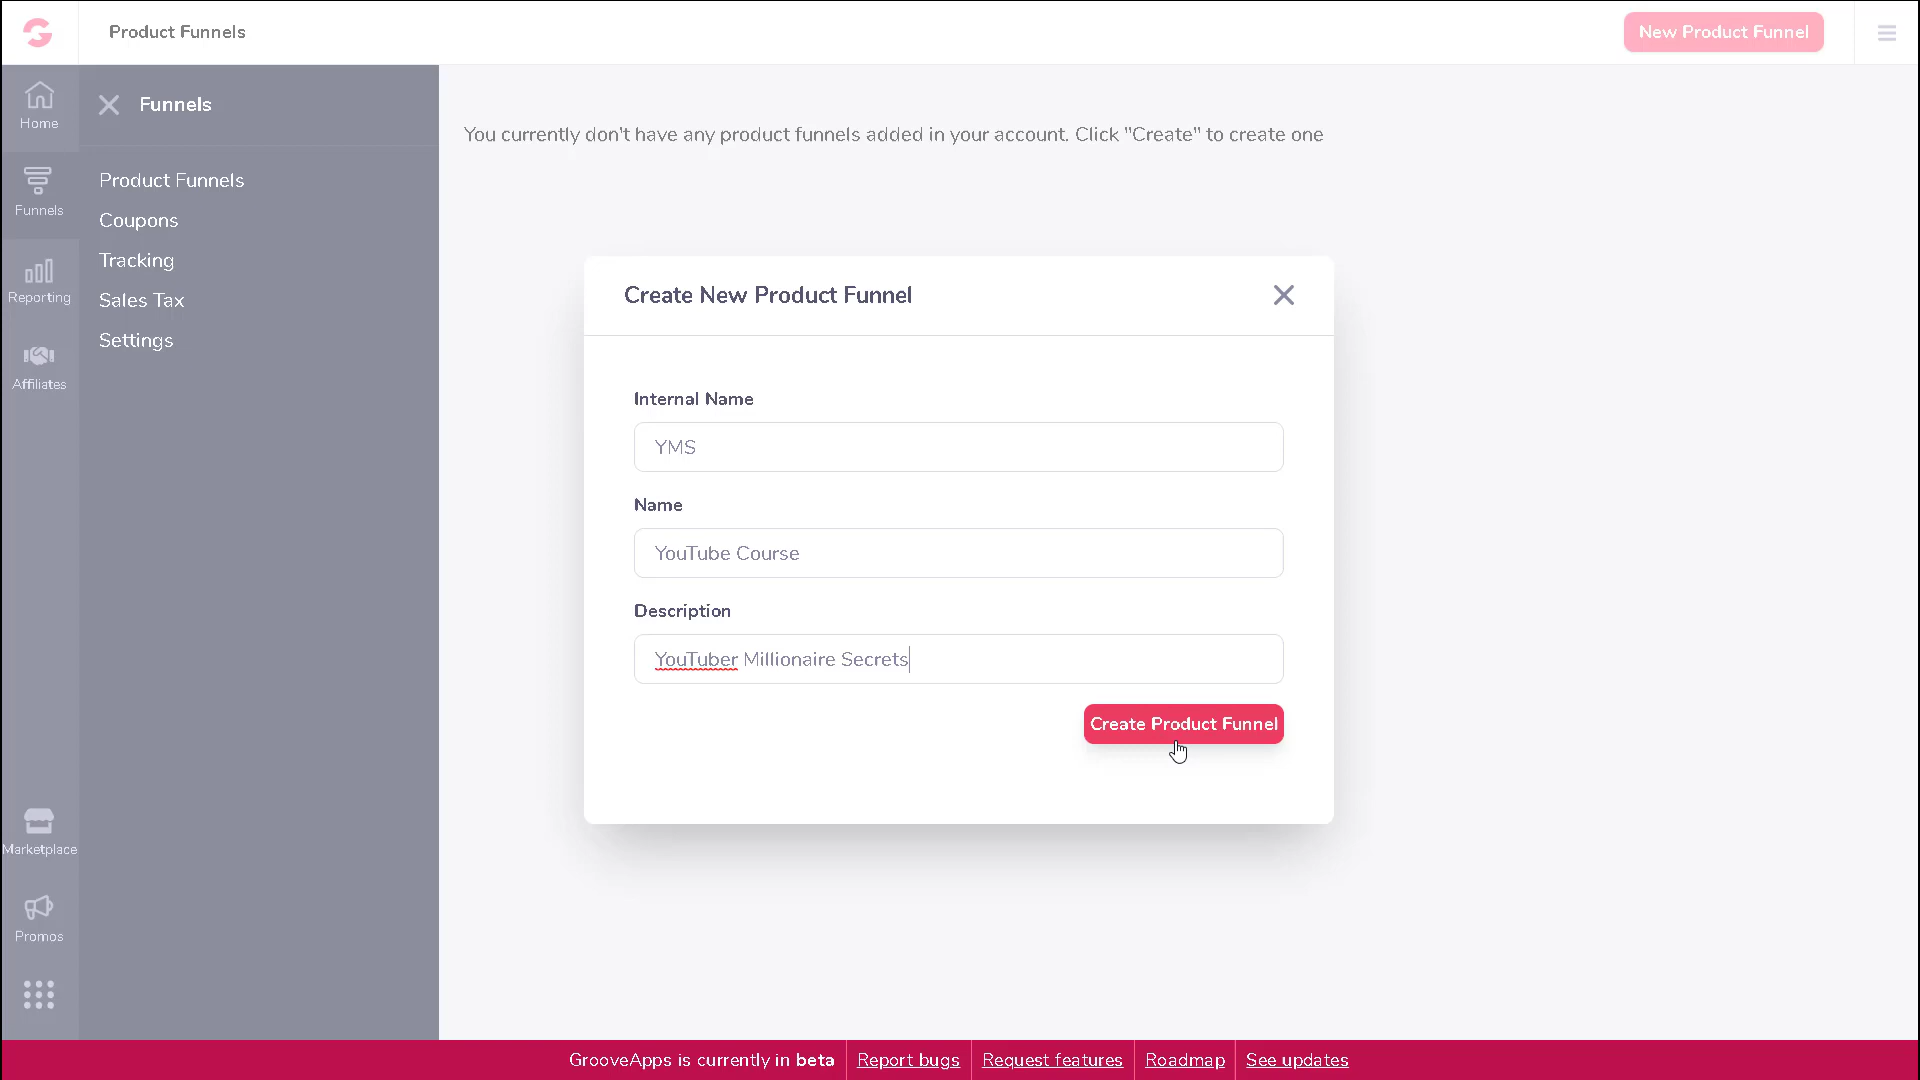 Product Funnels
New Product Funnel
Home
Funnels
Reporting
Affiliates
Marketplace
Promos
Funnels
Product Funnels
Coupons
Tracking
Sales Tax
Settings
You currently don't have any product funnels added in your account. Click "Create" to create one
Create New Product Funnel
Internal Name
YMS
Name
YouTube Course
Description
YouTuber Millionaire Secrets
Create Product Funnel
GrooveApps is currently in beta Report bugs Request features Roadmap See updates